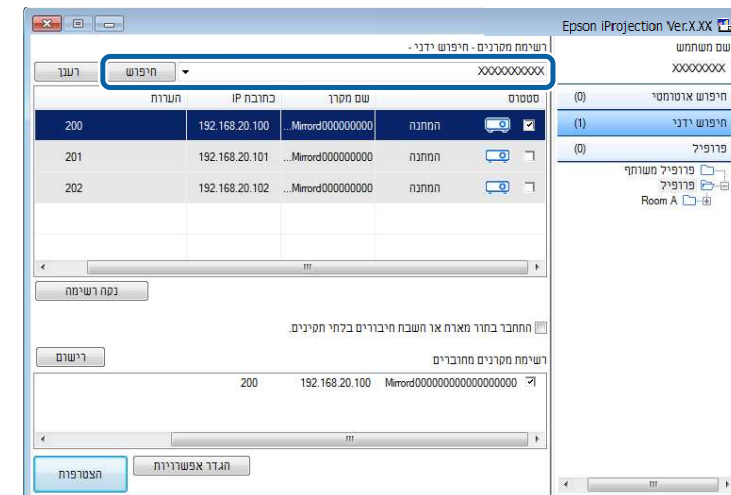 Epson iProjection Ver.X.XX
שם משתמש
XXXXXXXX
חיפוש אוטומטי (0)
חיפוש ידני (1)
פרופיל (0)
פרופיל משותף
פרופיל
Room A
רשימת מקרנים - חיפוש ידני -
XXXXXXXXXX חיפוש רענן
סטטוס שם מקרן כתובת IP הערות
המתנה Mirrord000000000... 192.168.20.100 200
המתנה Mirrord000000000... 192.168.20.101 201
המתנה Mirrord000000000... 192.168.20.102 202
נקה רשימה
התחבר בתור מארח או השבת חיבורים בלתי תקינים.
רשימת מקרנים מחוברים רישום
Mirrord00000000000000000000 192.168.20.100 200
הגדר אפשרויות הצטרפות